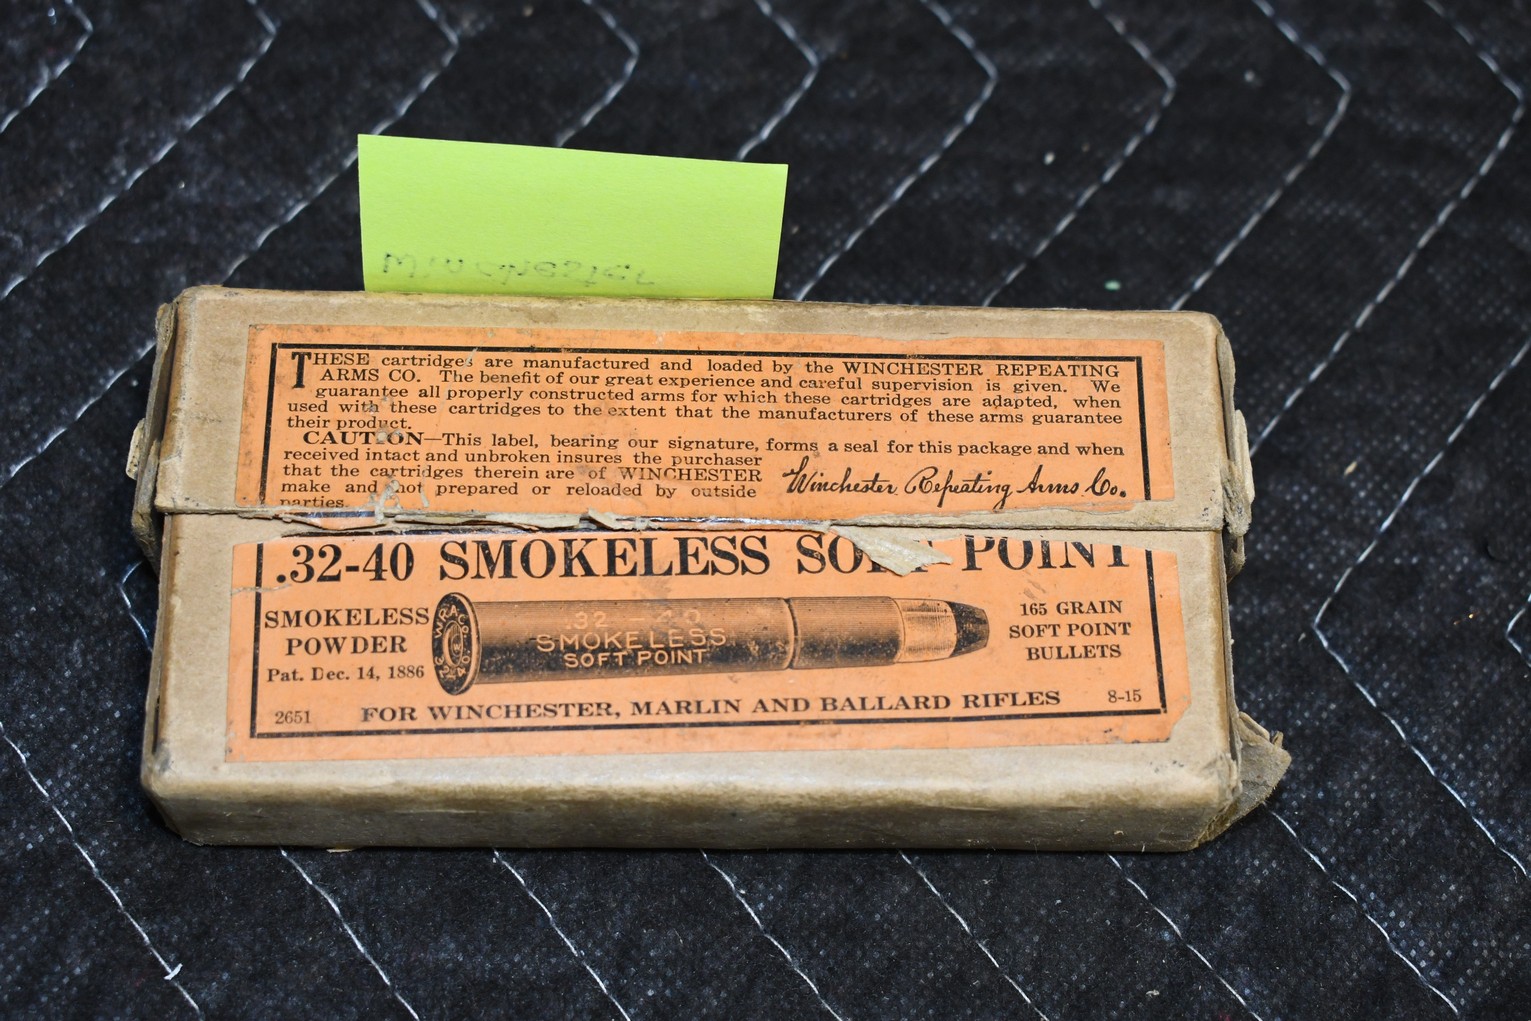 Winchester
THESE cartridges are manufactured and loaded by the WINCHESTER REPEATING
ARMS CO. The benefit of our great experience and careful supervision is given. We
guarantee all properly constructed arms for which these cartridges are adapted, when
used with these cartridges to the extent that the manufacturers of these arms guarantee
their product.
CAUTION—This label, bearing our signature, forms a seal for this package and when
received intact and unbroken insures the purchaser
that the cartridges therein are of WINCHESTER
make and not prepared or reloaded by outside
parties.
Winchester Repeating Arms Co.
.32-40 SMOKELESS SOFT POINT
SMOKELESS
POWDER
Pat. Dec. 14, 1886
2651
W.R.A.CO.
.32-40
SMOKELESS
SOFT POINT
165 GRAIN
SOFT POINT
BULLETS
FOR WINCHESTER, MARLIN AND BALLARD RIFLES
8-15